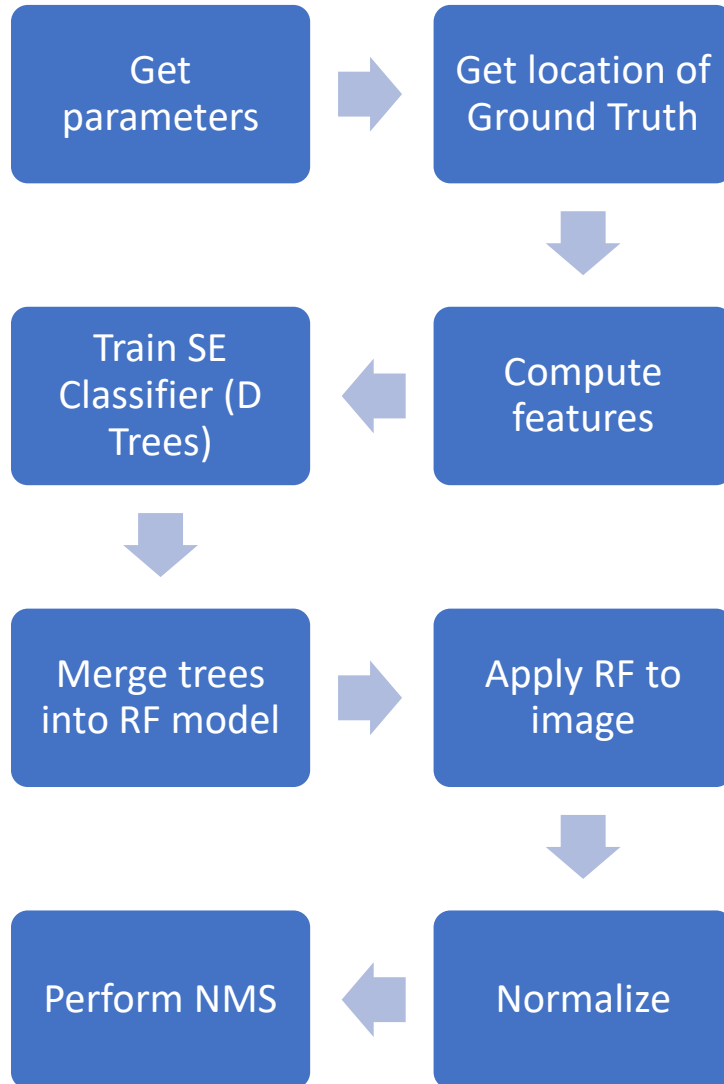 Get
parameters
Get location of
Ground Truth
Compute
features
Train SE
Classifier (D
Trees)
Merge trees
into RF model
Apply RF to
image
Normalize
Perform NMS